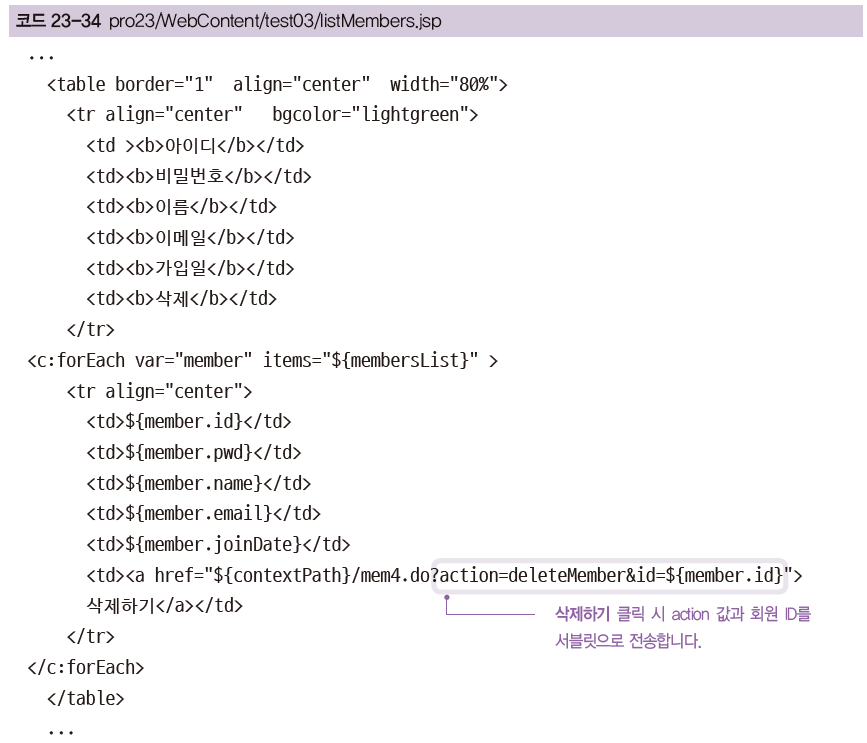 코드 23-34 pro23/WebContent/test03/listMembers.jsp
...
<table border="1"  align="center"  width="80%">
<tr align="center"   bgcolor="lightgreen">
<td ><b>아이디</b></td>
<td><b>비밀번호</b></td>
<td><b>이름</b></td>
<td><b>이메일</b></td>
<td><b>가입일</b></td>
<td><b>삭제</b></td>
</tr>
<c:forEach var="member" items="${membersList}" >
<tr align="center">
<td>${member.id}</td>
<td>${member.pwd}</td>
<td>${member.name}</td>
<td>${member.email}</td>
<td>${member.joinDate}</td>
<td><a href="${contextPath}/mem4.do?action=deleteMember&id=${member.id}">
삭제하기</a></td>
삭제하기 클릭 시 action 값과 회원 ID를
서블릿으로 전송합니다.
</tr>
</c:forEach>
</table>
...